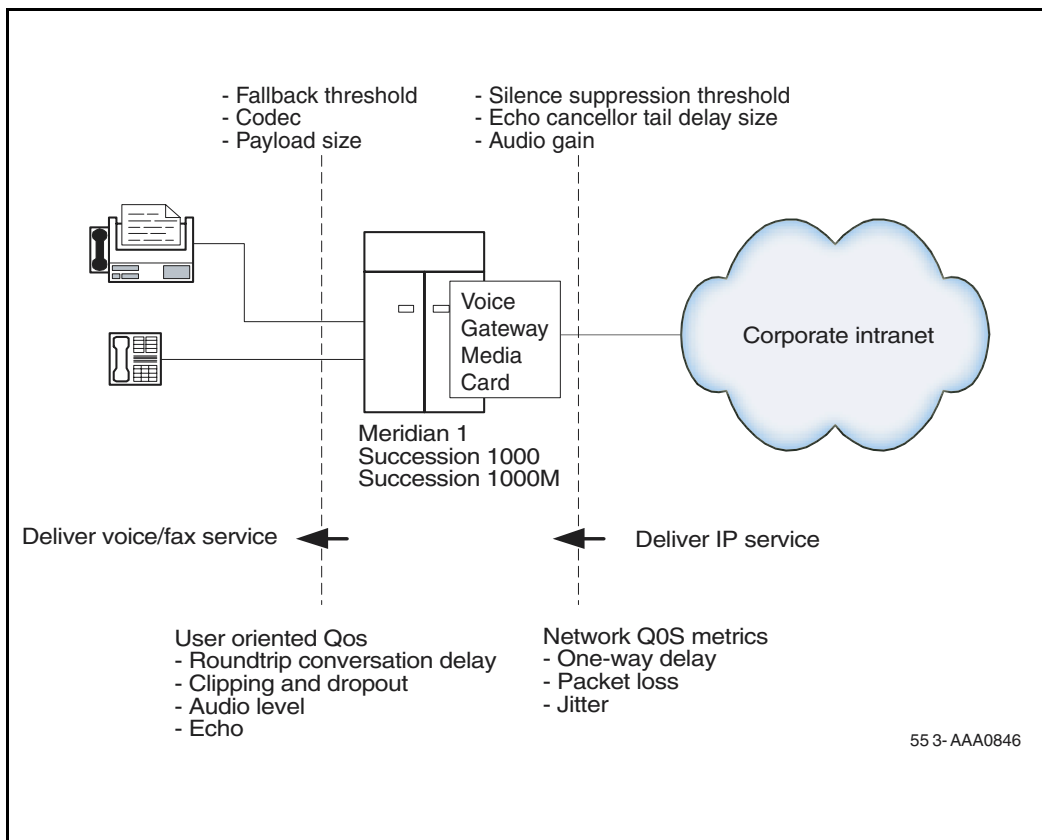 - Fallback threshold
- Codec
- Payload size
- Silence suppression threshold
- Echo cancellor tail delay size
- Audio gain
Voice
Gateway
Media
Card
Corporate intranet
Meridian 1
Succession 1000
Succession 1000M
Deliver voice/fax service
Deliver IP service
User oriented Qos
- Roundtrip conversation delay
- Clipping and dropout
- Audio level
- Echo
Network Q0S metrics
- One-way delay
- Packet loss
- Jitter
55 3- AAA0846